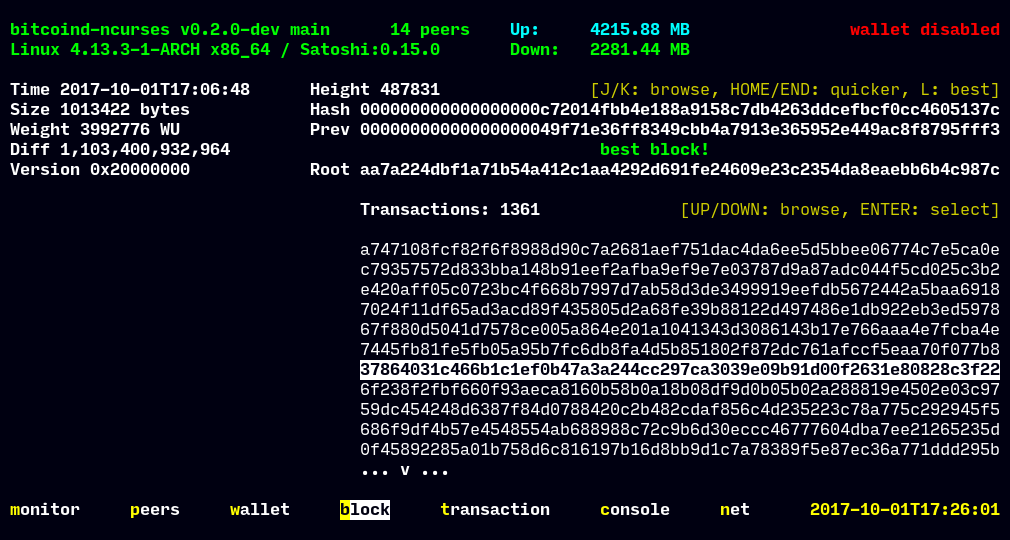 bitcoind-ncurses v0.2.0-dev main 14 peers Up: 4215.88 MB wallet disabled
Linux 4.13.3-1-ARCH x86_64 / Satoshi:0.15.0 Down: 2281.44 MB
Time 2017-10-01T17:06:48 Height 487831 [J/K: browse, HOME/END: quicker, L: best]
Size 1013422 bytes Hash 000000000000000000c72014fbb4e188a9158c7db4263ddcefbcf0cc4605137c
Weight 3992776 WU Prev 00000000000000000049f71e36ff8349cbb4a7913e365952e449ac8f8795fff3
Diff 1,103,400,932,964 best block!
Version 0x20000000 Root aa7a224dbf1a71b54a412c1aa4292d691fe24609e23c2354da8eaebb6b4c987c
Transactions: 1361 [UP/DOWN: browse, ENTER: select]
a747108fcf82f6f8988d90c7a2681aef751dac4da6ee5d5bbee06774c7e5ca0e
c79357572d833bba148b91eef2afba9ef9e7e03787d9a87adc044f5cd025c3b2
e420aff05c0723bc4f668b7997d7ab58d3de3499919eefdb5672442a5baa6918
7024f11df65ad3acd89f435805d2a68fe39b88122d497486e1db922eb3ed5978
67f880d5041d7578ce005a864e201a1041343d3086143b17e766aaa4e7fcba4e
7445fb81fe5fb05a95b7fc6db8fa4d5b851802f872dc761afccf5eaa70f077b8
37864031c466b1c1ef0b47a3a244cc297ca3039e09b91d00f2631e80828c3f22
6f238f2fbf660f93aeca8160b58b0a18b08df9d0b05b02a288819e4502e03c97
59dc454248d6387f84d0788420c2b482cdaf856c4d235223c78a775c292945f5
686f9df4b57e4548554ab688988c72c9b6d30eccc46777604dba7ee21265235d
0f45892285a01b758d6c816197b16d8bb9d1c7a78389f5e87ec36a771ddd295b
... v ...
monitor peers wallet block transaction console net 2017-10-01T17:26:01